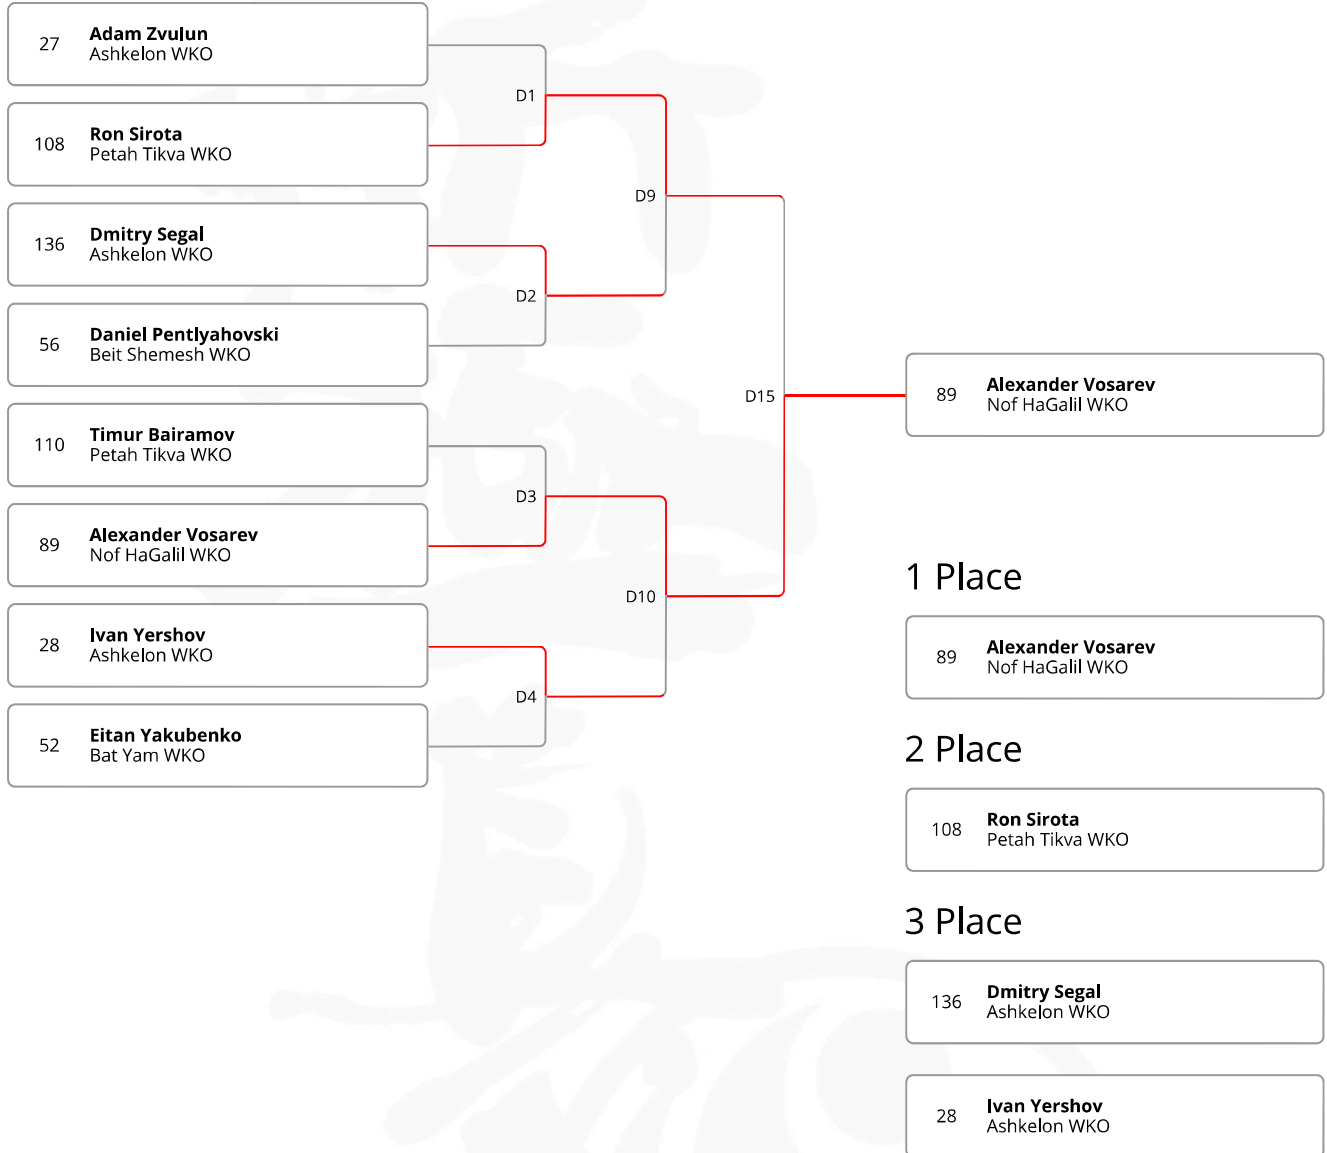 27
Adam Zvulun
Ashkelon WKO
108
Ron Sirota
Petah Tikva WKO
136
Dmitry Segal
Ashkelon WKO
56
Daniel Pentlyahovski
Beit Shemesh WKO
110
Timur Bairamov
Petah Tikva WKO
89
Alexander Vosarev
Nof HaGalil WKO
28
Ivan Yershov
Ashkelon WKO
52
Eitan Yakubenko
Bat Yam WKO
D1
D2
D3
D4
D9
D10
D15
89
Alexander Vosarev
Nof HaGalil WKO
1 Place
89
Alexander Vosarev
Nof HaGalil WKO
2 Place
108
Ron Sirota
Petah Tikva WKO
3 Place
136
Dmitry Segal
Ashkelon WKO
28
Ivan Yershov
Ashkelon WKO